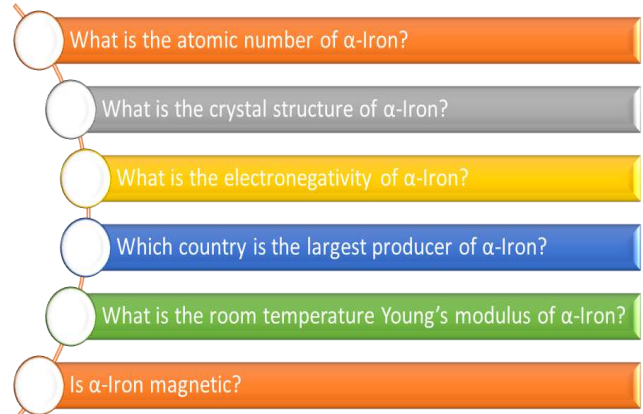 What is the atomic number of α-Iron?
What is the crystal structure of α-Iron?
What is the electronegativity of α-Iron?
Which country is the largest producer of α-Iron?
What is the room temperature Young’s modulus of α-Iron?
Is α-Iron magnetic?